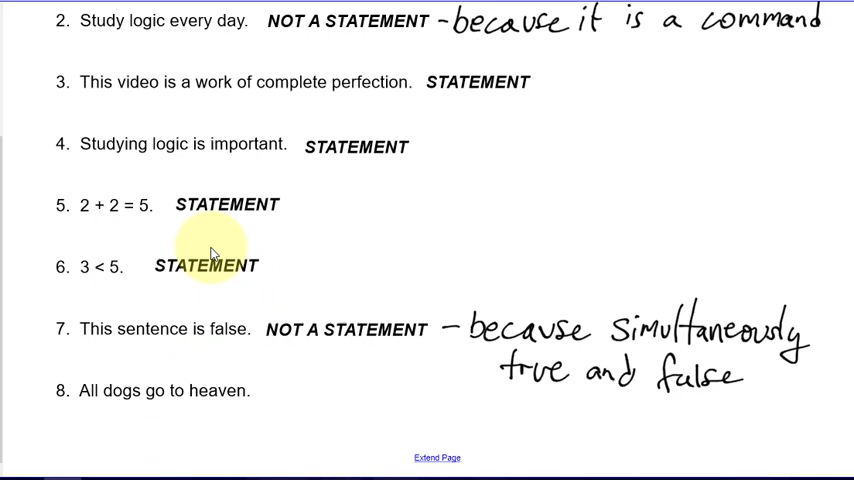 2. Study logic every day. NOT A STATEMENT - because it is a command
3. This video is a work of complete perfection. STATEMENT
4. Studying logic is important. STATEMENT
5. 2 + 2 = 5. STATEMENT
6. 3 < 5. STATEMENT
7. This sentence is false. NOT A STATEMENT - because simultaneously
true and false
8. All dogs go to heaven.
Extend Page